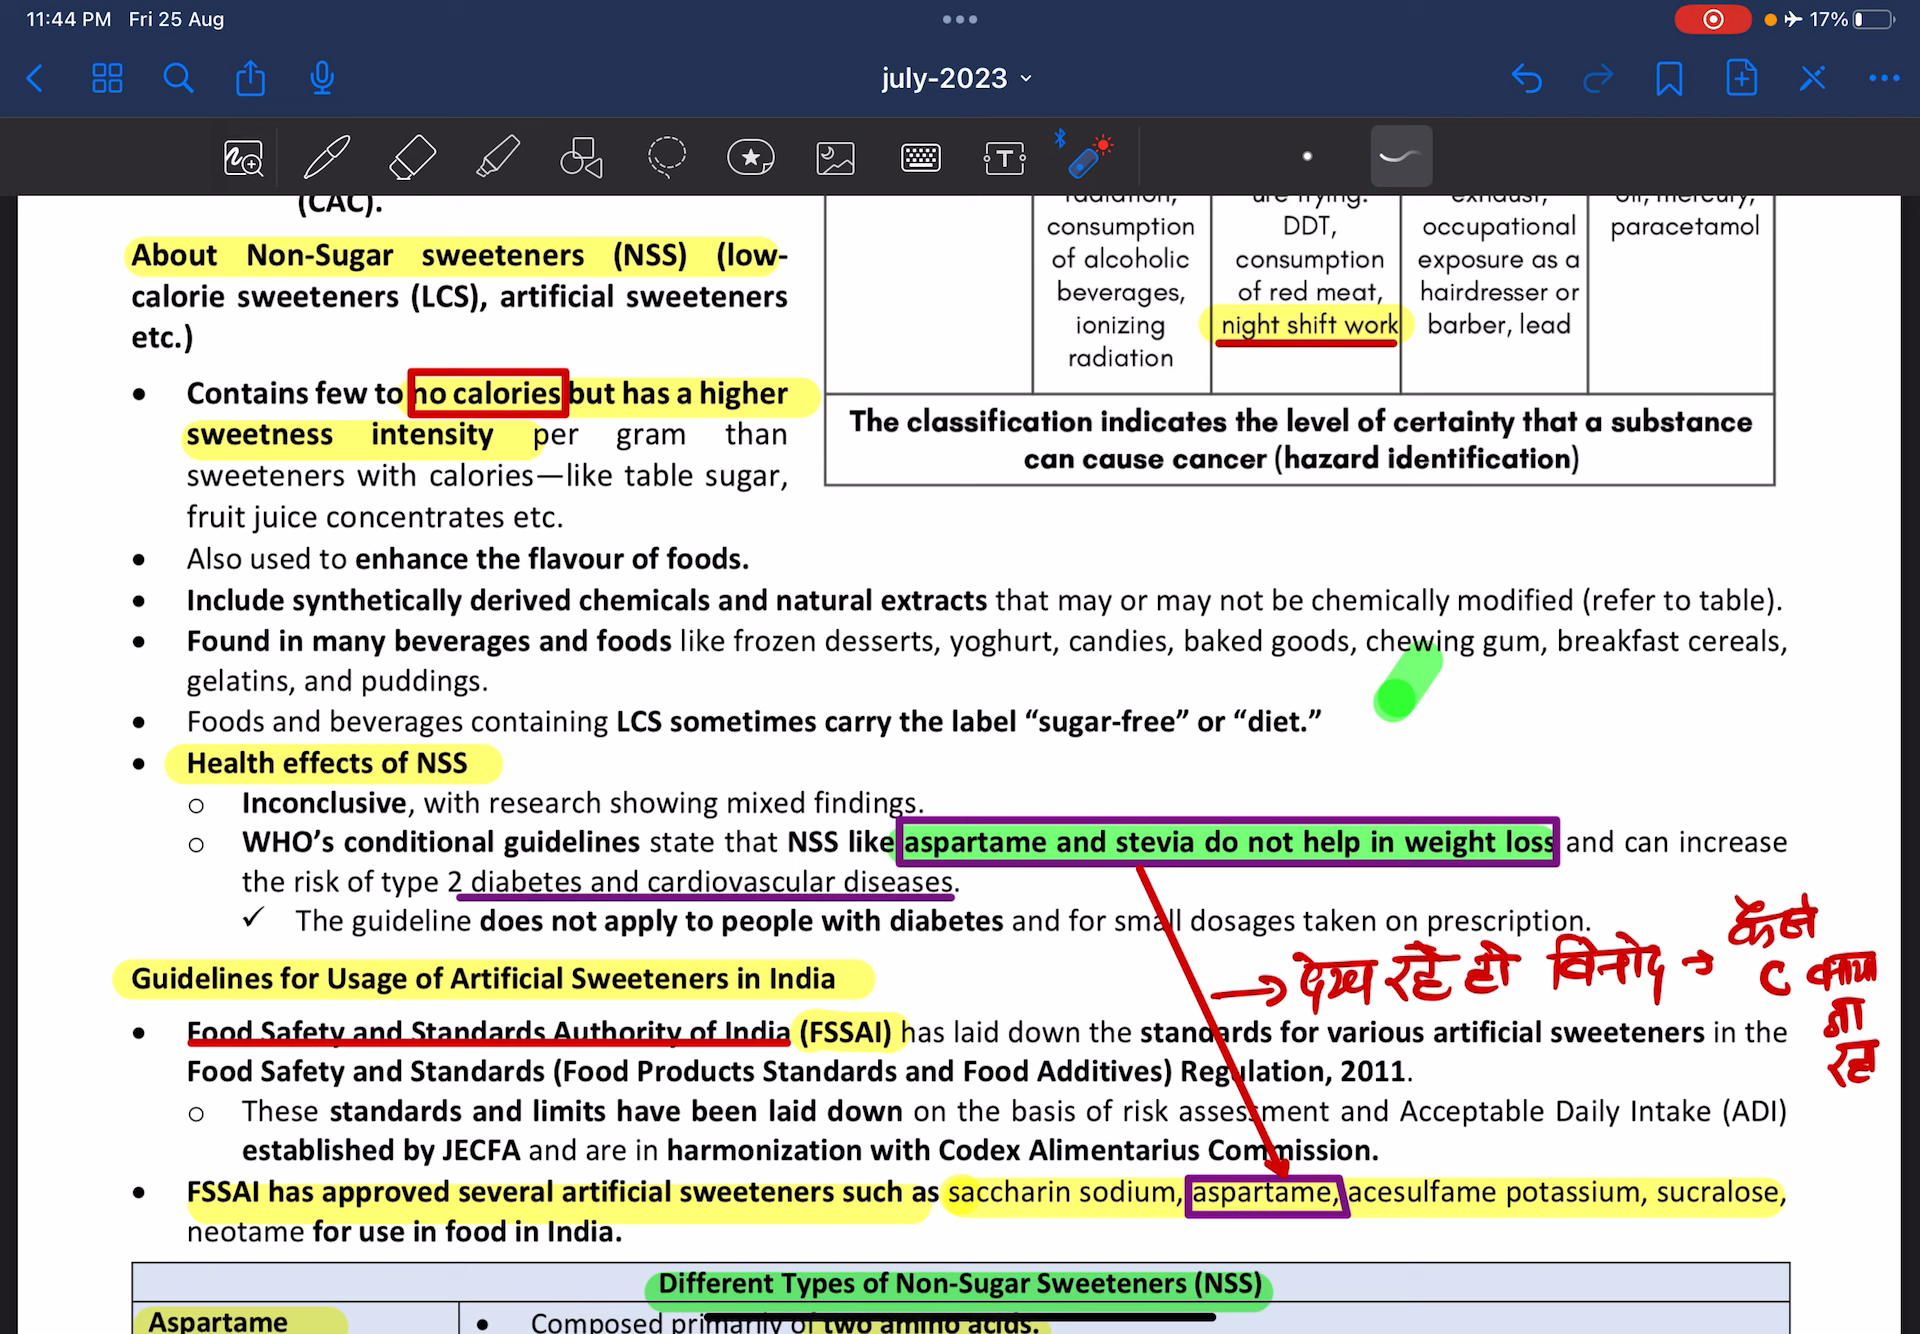 11:44 PM Fri 25 Aug
17%
july-2023
(CAC).
About Non-Sugar sweeteners (NSS) (low-
calorie sweeteners (LCS), artificial sweeteners
etc.)
• Contains few to no calories but has a higher
sweetness intensity per gram than
sweeteners with calories—like table sugar,
fruit juice concentrates etc.
radiation,
consumption
of alcoholic
beverages,
ionizing
radiation
are frying.
DDT,
consumption
of red meat,
night shift work
exhaust,
occupational
exposure as a
hairdresser or
barber, lead
oil, mercury,
paracetamol
The classification indicates the level of certainty that a substance
can cause cancer (hazard identification)
• Also used to enhance the flavour of foods.
• Include synthetically derived chemicals and natural extracts that may or may not be chemically modified (refer to table).
• Found in many beverages and foods like frozen desserts, yoghurt, candies, baked goods, chewing gum, breakfast cereals,
gelatins, and puddings.
• Foods and beverages containing LCS sometimes carry the label “sugar-free” or “diet.”
• Health effects of NSS
o Inconclusive, with research showing mixed findings.
o WHO’s conditional guidelines state that NSS like aspartame and stevia do not help in weight loss and can increase
the risk of type 2 diabetes and cardiovascular diseases.
✓ The guideline does not apply to people with diabetes and for small dosages taken on prescription.
→ देख रहे हो विनोद →
Guidelines for Usage of Artificial Sweeteners in India
• Food Safety and Standards Authority of India (FSSAI) has laid down the standards for various artificial sweeteners in the
Food Safety and Standards (Food Products Standards and Food Additives) Regulation, 2011.
o These standards and limits have been laid down on the basis of risk assessment and Acceptable Daily Intake (ADI)
established by JECFA and are in harmonization with Codex Alimentarius Commission.
• FSSAI has approved several artificial sweeteners such as saccharin sodium, aspartame, acesulfame potassium, sucralose,
neotame for use in food in India.
Different Types of Non-Sugar Sweeteners (NSS)
Aspartame
• Composed primarily of two amino acids.